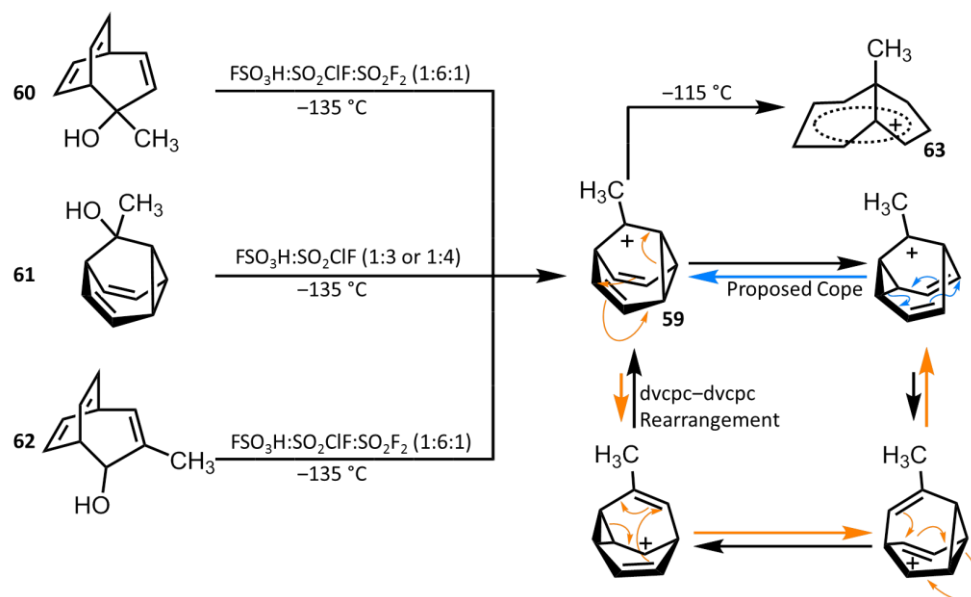 60
HO
CH3
FSO3H:SO2ClF:SO2F2 (1:6:1)
–135 °C
–115 °C
CH3
+
63
61
HO
CH3
FSO3H:SO2ClF (1:3 or 1:4)
–135 °C
H3C
+
59
Proposed Cope
H3C
+
62
HO
CH3
FSO3H:SO2ClF:SO2F2 (1:6:1)
–135 °C
dvcpc–dvcpc
Rearrangement
H3C
+
H3C
+